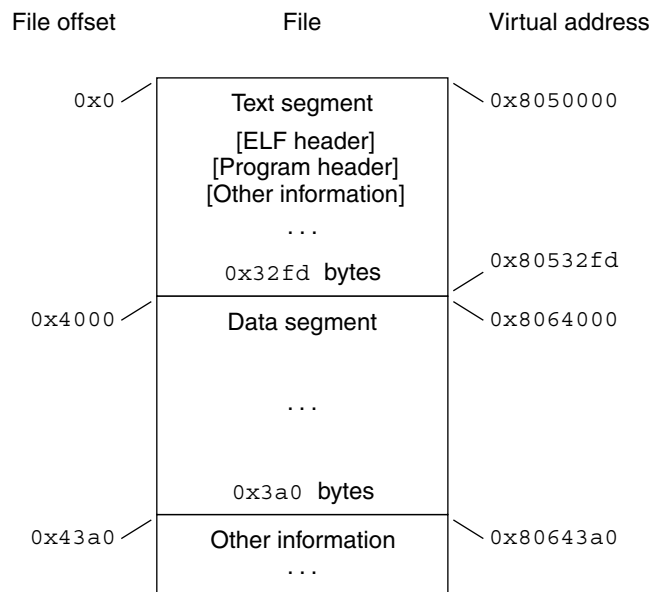 File offset File Virtual address
0x0 Text segment 0x8050000
[ELF header]
[Program header]
[Other information]
...
0x32fd bytes 0x80532fd
0x4000 Data segment 0x8064000
...
0x3a0 bytes
0x43a0 Other information 0x80643a0
...